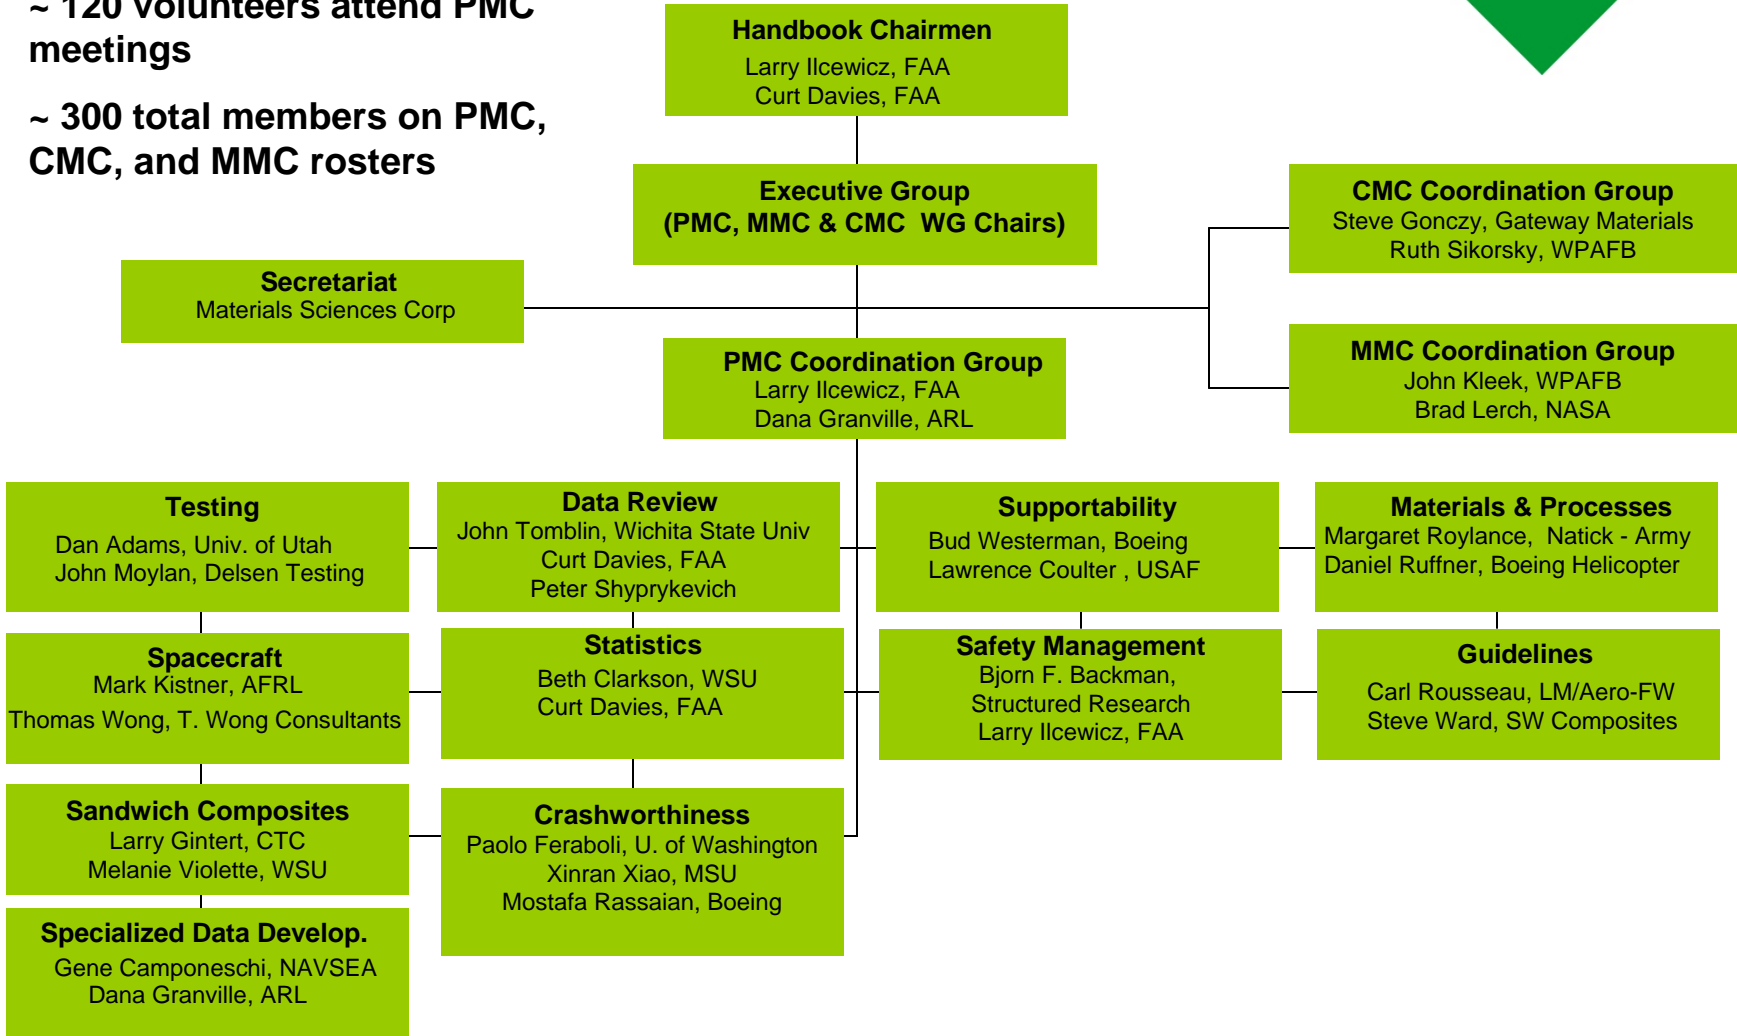 ~ 120 volunteers attend PMC
meetings
~ 300 total members on PMC,
CMC, and MMC rosters
Handbook Chairmen
Larry Ilcewicz, FAA
Curt Davies, FAA
Executive Group
(PMC, MMC & CMC WG Chairs)
CMC Coordination Group
Steve Gonczy, Gateway Materials
Ruth Sikorsky, WPAFB
Secretariat
Materials Sciences Corp
PMC Coordination Group
Larry Ilcewicz, FAA
Dana Granville, ARL
MMC Coordination Group
John Kleek, WPAFB
Brad Lerch, NASA
Testing
Dan Adams, Univ. of Utah
John Moylan, Delsen Testing
Data Review
John Tomblin, Wichita State Univ
Curt Davies, FAA
Peter Shyprykevich
Supportability
Bud Westerman, Boeing
Lawrence Coulter , USAF
Materials & Processes
Margaret Roylance, Natick - Army
Daniel Ruffner, Boeing Helicopter
Spacecraft
Mark Kistner, AFRL
Thomas Wong, T. Wong Consultants
Statistics
Beth Clarkson, WSU
Curt Davies, FAA
Safety Management
Bjorn F. Backman,
Structured Research
Larry Ilcewicz, FAA
Guidelines
Carl Rousseau, LM/Aero-FW
Steve Ward, SW Composites
Sandwich Composites
Larry Gintert, CTC
Melanie Violette, WSU
Crashworthiness
Paolo Feraboli, U. of Washington
Xinran Xiao, MSU
Mostafa Rassaian, Boeing
Specialized Data Develop.
Gene Camponeschi, NAVSEA
Dana Granville, ARL